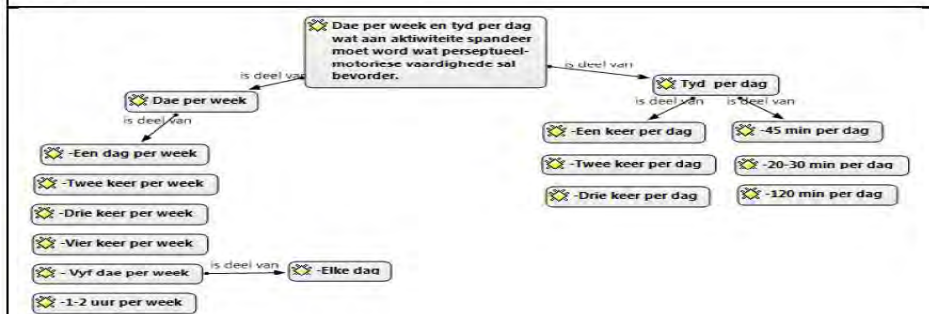 Dae per week en tyd per dag
wat aan aktiwiteite spandeer
moet word wat perseptueel-
motoriese vaardighede sal
bevorder.
is deel van
is deel van
Dae per week
Tyd per dag
is deel van
is deel van
is deel van
-Een dag per week
-Twee keer per week
-Drie keer per week
-Vier keer per week
- Vyf dae per week
is deel van
-Elke dag
-1-2 uur per week
-Een keer per dag
-Twee keer per dag
-Drie keer per dag
-45 min per dag
-20-30 min per dag
-120 min per dag